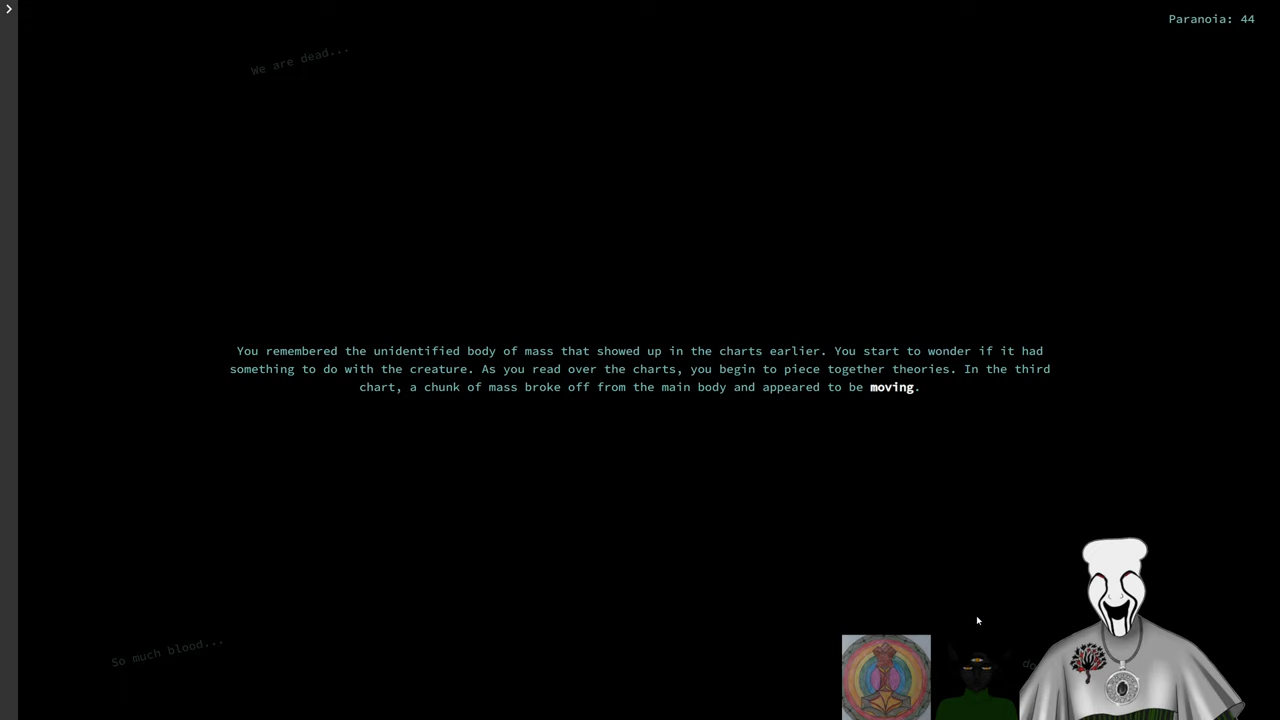 Paranoia: 44
We are dead...
You remembered the unidentified body of mass that showed up in the charts earlier. You start to wonder if it had
something to do with the creature. As you read over the charts, you begin to piece together theories. In the third
chart, a chunk of mass broke off from the main body and appeared to be moving.
So much blood...